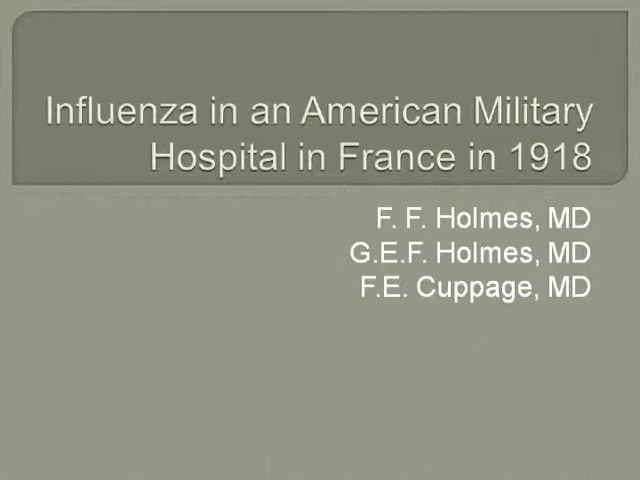 Influenza in an American Military
Hospital in France in 1918
F. F. Holmes, MD
G.E.F. Holmes, MD
F.E. Cuppage, MD